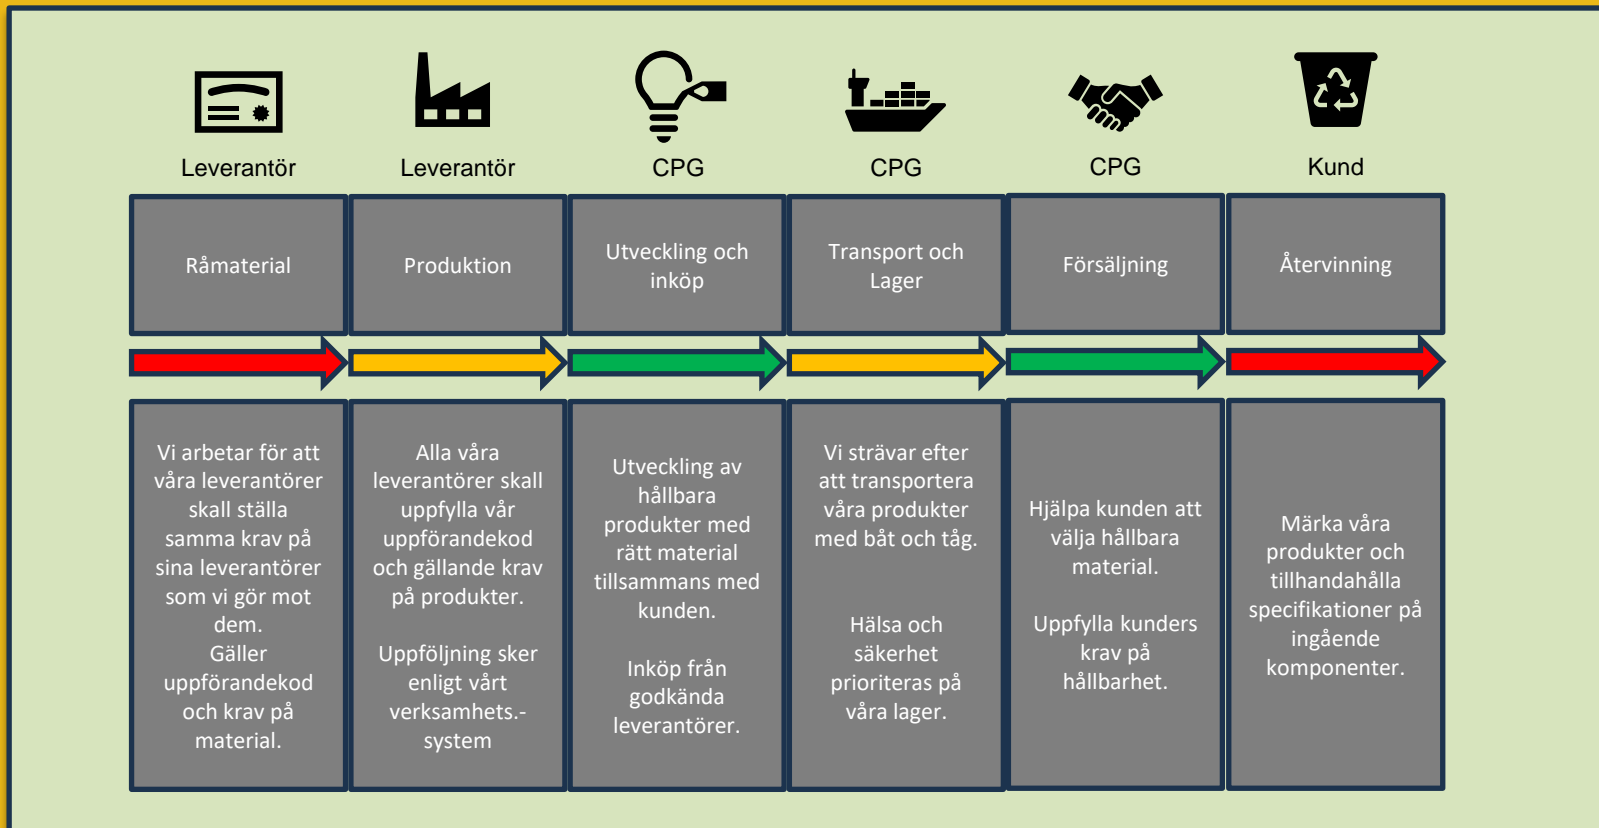 Leverantör
Leverantör
CPG
CPG
CPG
Kund
Råmaterial
Produktion
Utveckling och
inköp
Transport och
Lager
Försäljning
Återvinning
Vi arbetar för att
våra leverantörer
skall ställa
samma krav på
sina leverantörer
som vi gör mot
dem.
Gäller
uppförandekod
och krav på
material.
Alla våra
leverantörer skall
uppfylla vår
uppförandekod
och gällande krav
på produkter.
Uppföljning sker
enligt vårt
verksamhets.-
system
Utveckling av
hållbara
produkter med
rätt material
tillsammans med
kunden.
Inköp från
godkända
leverantörer.
Vi strävar efter
att transportera
våra produkter
med båt och tåg.
Hälsa och
säkerhet
prioriteras på
våra lager.
Hjälpa kunden att
välja hållbara
material.
Uppfylla kunders
krav på
hållbarhet.
Märka våra
produkter och
tillhandahålla
specifikationer på
ingående
komponenter.